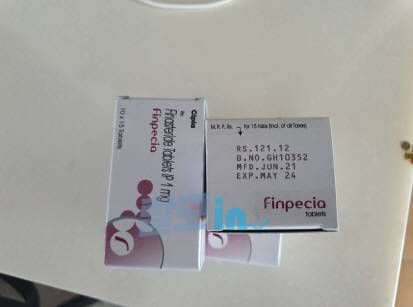 10 x 15 Tablets
Rx
Cipla
Finasteride Tablets IP 1 mg
Finpecia
M. R. P. Rs. for 15 tabs (Incl. of all Taxes)
RS.121.12
B.NO.GH10352
MFD.JUN.21
EXP.MAY 24
Finpecia
tablets